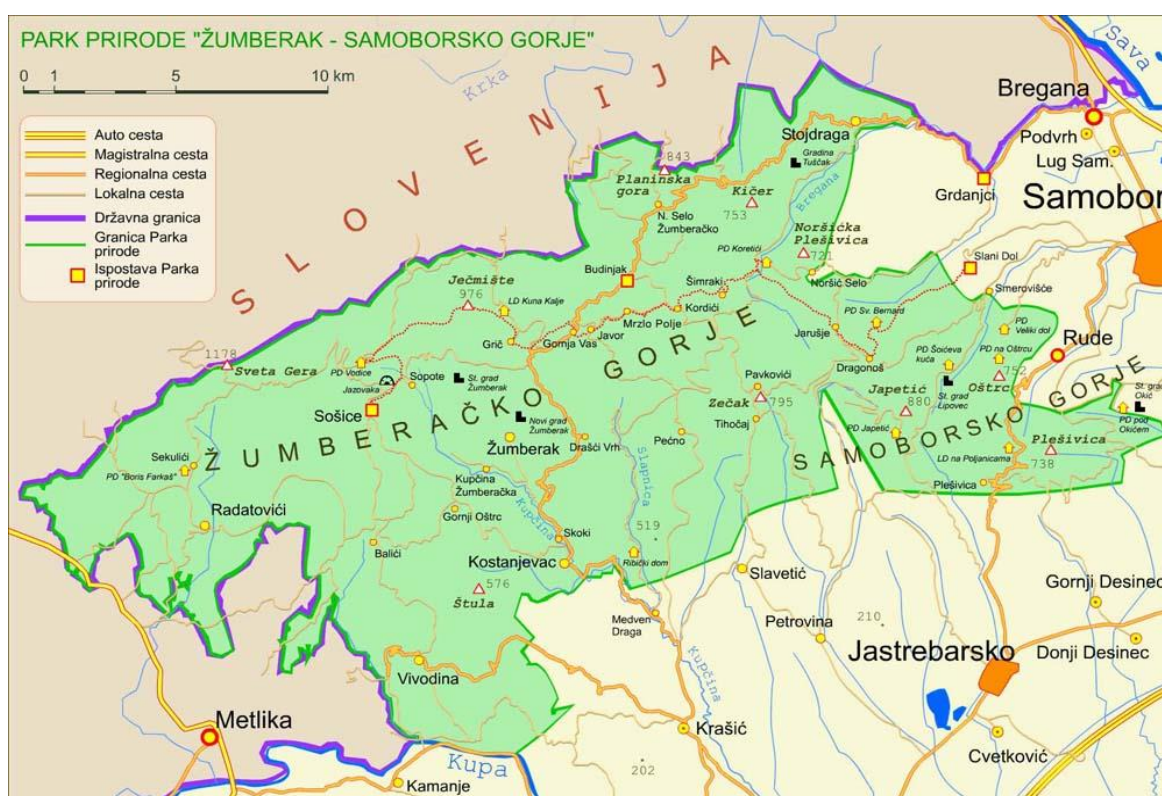 PARK PRIRODE "ŽUMBERAK - SAMOBORSKO GORJE"
0 1 5 10 km
Auto cesta
Magistralna cesta
Regionalna cesta
Lokalna cesta
Državna granica
Granica Parka
prirode
Ispostava Parka
prirode
SLOVENIJA
Krka
Sava
Bregana
Podvrh
Lug Sam.
Grdanjci
Samobor
Stojdraga
Gradina
Tuščak
Bregana
843
Planinska
gora
Kičer
753
N. Selo
Žumberačko
Noršićka
Plešivica
721
PD Koretići
Noršić Selo
Slani Dol
Smerovišće
Budinjak
Šimraki
Kordići
Mrzlo Polje
Javor
Gornja Vas
Grič
Ječmište
976
LD Kuna Kalje
1178
Sveta Gera
PD Vodice
Jazovaka
Sopote
St. grad
Žumberak
Sošice
Novi grad
Žumberak
Žumberak
Drašći Vrh
ŽUMBERAČKO GORJE
Jarušje
PD Sv. Bernard
Dragonoš
PD
Veliki dol
PD Šoićeva
kuća
PD na Oštrcu
752
Oštrc
Rude
St. grad
Lipovec
Japetić
880
PD Japetić
SAMOBORSKO GORJE
St. grad
Okić
PD pod
Okićem
Plešivica
738
LD na Poljanicama
Plešivica
Pavkovići
Zečak
795
Tihočaj
Pećno
Slapnica
519
Ribički dom
Sekulići
PD "Boris Farkaš"
Radatovići
Kupčina
Žumberačka
Gornji Oštrc
Kupčina
Skoki
Balići
Kostanjevac
576
Štula
Medven
Draga
Slavetić
Petrovina
210
Gornji Desinec
Donji Desinec
Jastrebarsko
Cvetković
Vivodina
Kupčina
Krašić
202
Metlika
Kupa
Kamanje